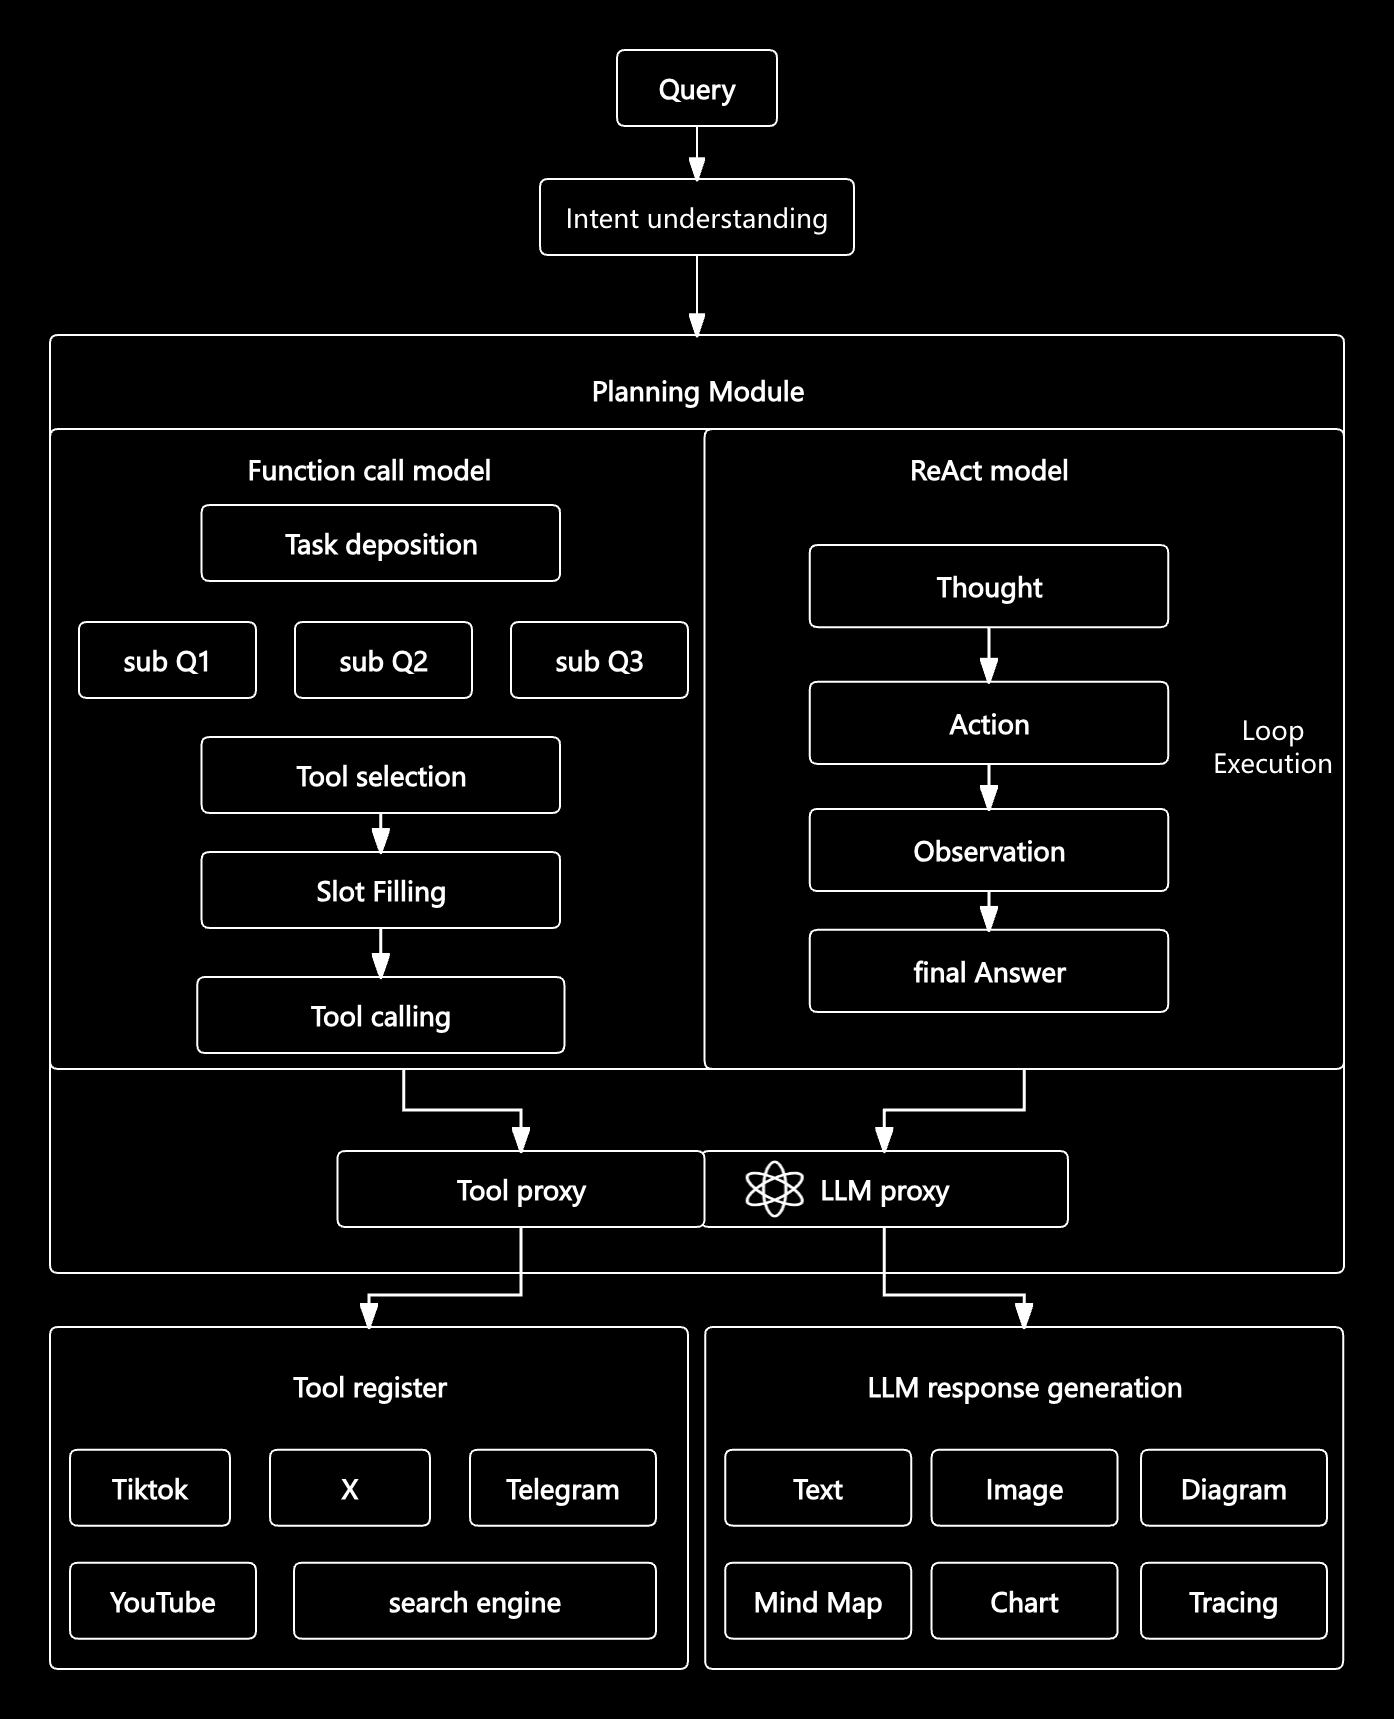 Query
Intent understanding
Planning Module
Function call model
Task deposition
sub Q1
sub Q2
sub Q3
Tool selection
Slot Filling
Tool calling
ReAct model
Thought
Action
Observation
final Answer
Loop
Execution
Tool proxy
LLM proxy
Tool register
Tiktok
X
Telegram
YouTube
search engine
LLM response generation
Text
Image
Diagram
Mind Map
Chart
Tracing